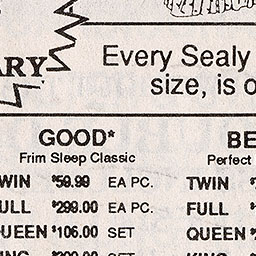 ARY
Every Sealy
size, is o
GOOD*
Frim Sleep Classic
WIN $59.99 EA PC.
ULL $299.00 EA PC.
UEEN $106.00 SET
BE
Perfect
TWIN
FULL
QUEEN